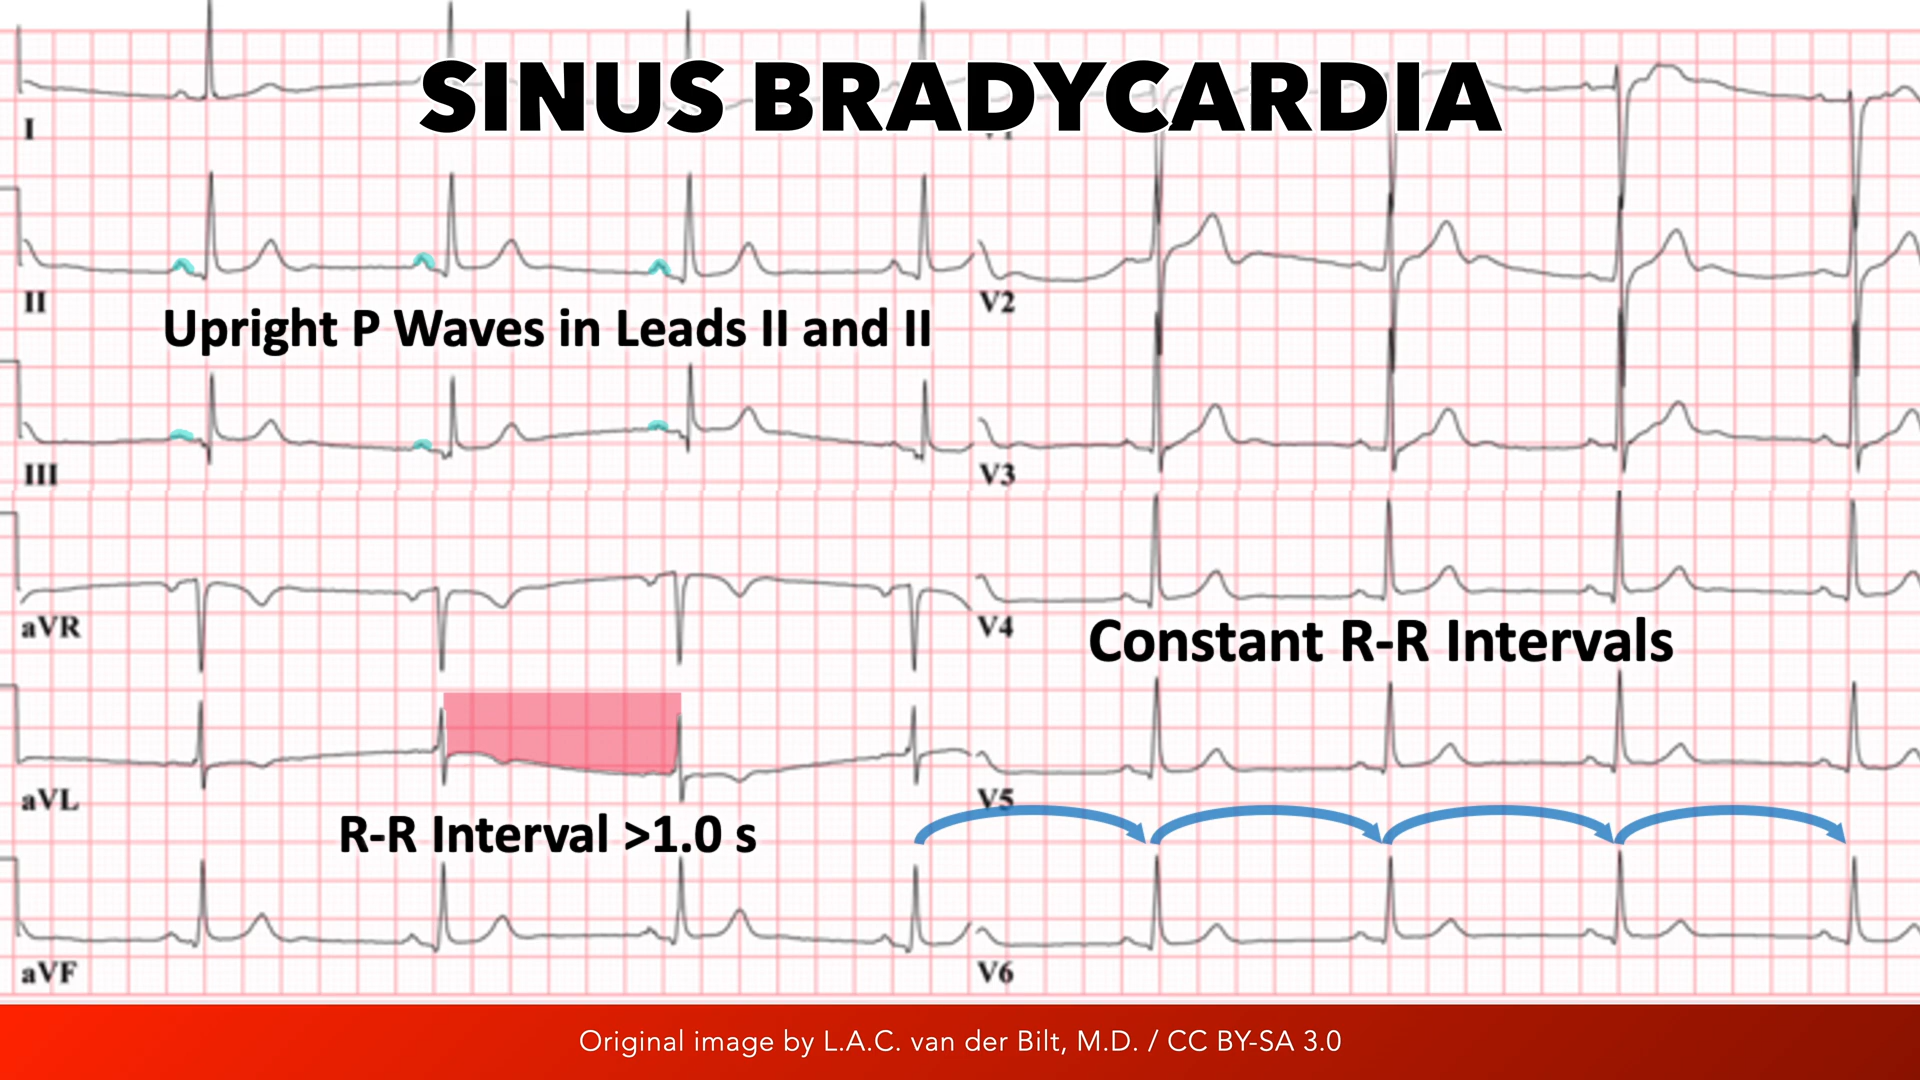 SINUS BRADYCARDIA
I
II
V2
Upright P Waves in Leads II and II
III
V3
aVR
V4
Constant R-R Intervals
aVL
V5
R-R Interval >1.0 s
aVF
V6
Original image by L.A.C. van der Bilt, M.D. / CC BY-SA 3.0